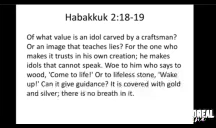 Habakkuk 2:18-19
Of what value is an idol carved by a craftsman?
Or an image that teaches lies? For the one who
makes it trusts in his own creation; he makes
idols that cannot speak. Woe to him who says to
wood, 'Come to life!' Or to lifeless stone, 'Wake
up!' Can it give guidance? It is covered with gold
and silver; there is no breath in it.